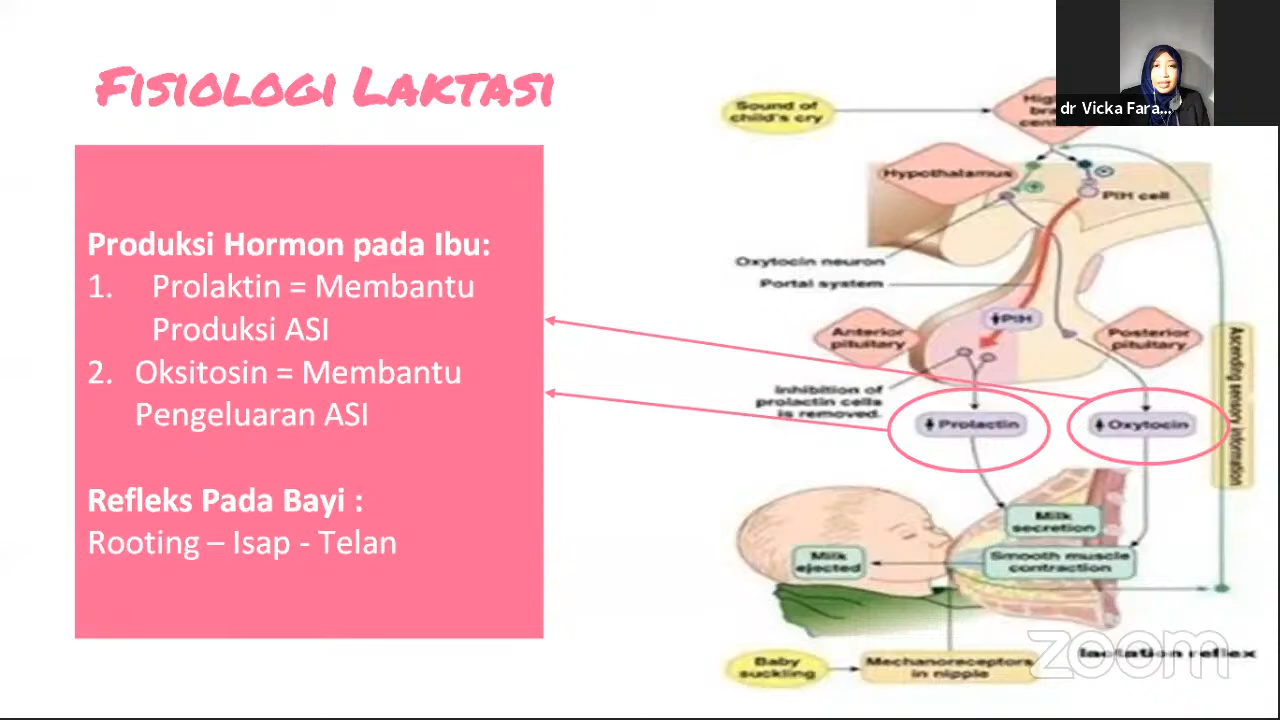 Fisiologi Laktasi
Produksi Hormon pada Ibu:
1. Prolaktin = Membantu
Produksi ASI
2. Oksitosin = Membantu
Pengeluaran ASI
Refleks Pada Bayi :
Rooting – Isap - Telan
dr Vicka Fara...
Sound of
child's cry
Hypothalamus
PIH cell
Oxytocin neuron
Portal system
PIH
Anterior
pituitary
Posterior
pituitary
Inhibition of
prolactin cells
is removed.
Prolactin
Oxytocin
Ascending sensory information
Milk
secretion
Milk
ejected
Smooth muscle
contraction
Baby
suckling
Mechanoreceptors
in nipple
lactation reflex
zoom